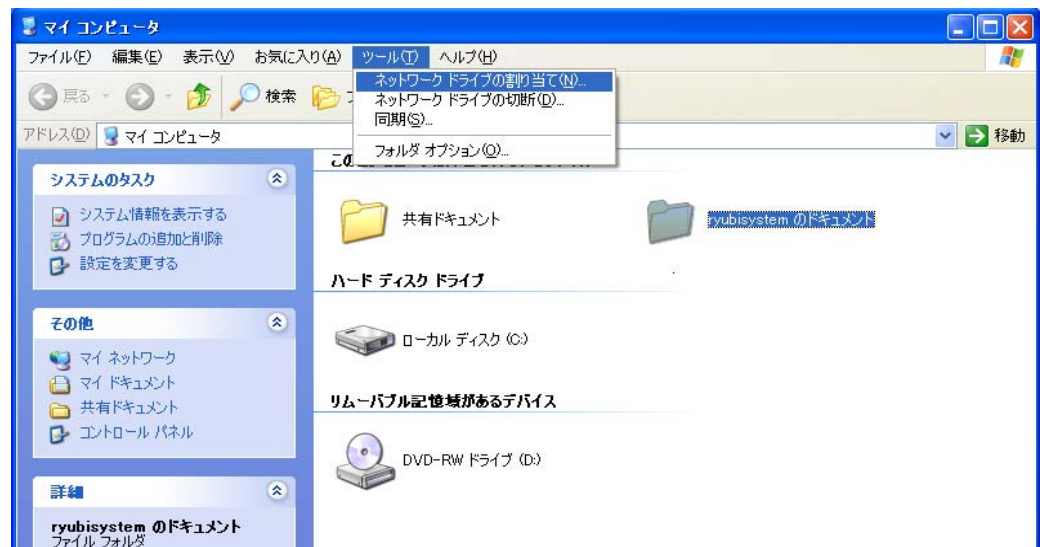 マイ コンピュータ
ファイル(F) 編集(E) 表示(V) お気に入り(A) ツール(T) ヘルプ(H)
ネットワーク ドライブの割り当て(N)...
ネットワーク ドライブの切断(D)...
同期(S)...
フォルダ オプション(O)...
戻る 検索
アドレス(D) マイ コンピュータ 移動
システムのタスク
システム情報を表示する
プログラムの追加と削除
設定を変更する
その他
マイ ネットワーク
マイ ドキュメント
共有ドキュメント
コントロール パネル
詳細
ryubisystem のドキュメント
ファイル フォルダ
共有ドキュメント ryubisystem のドキュメント
ハード ディスク ドライブ
ローカル ディスク (C:)
リムーバブル記憶域があるデバイス
DVD-RW ドライブ (D:)